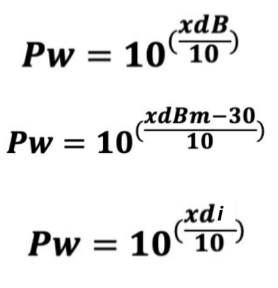 Pw = 10^(xdB/10)
Pw = 10^(xdBm−30/10)
Pw = 10^(xdi/10)